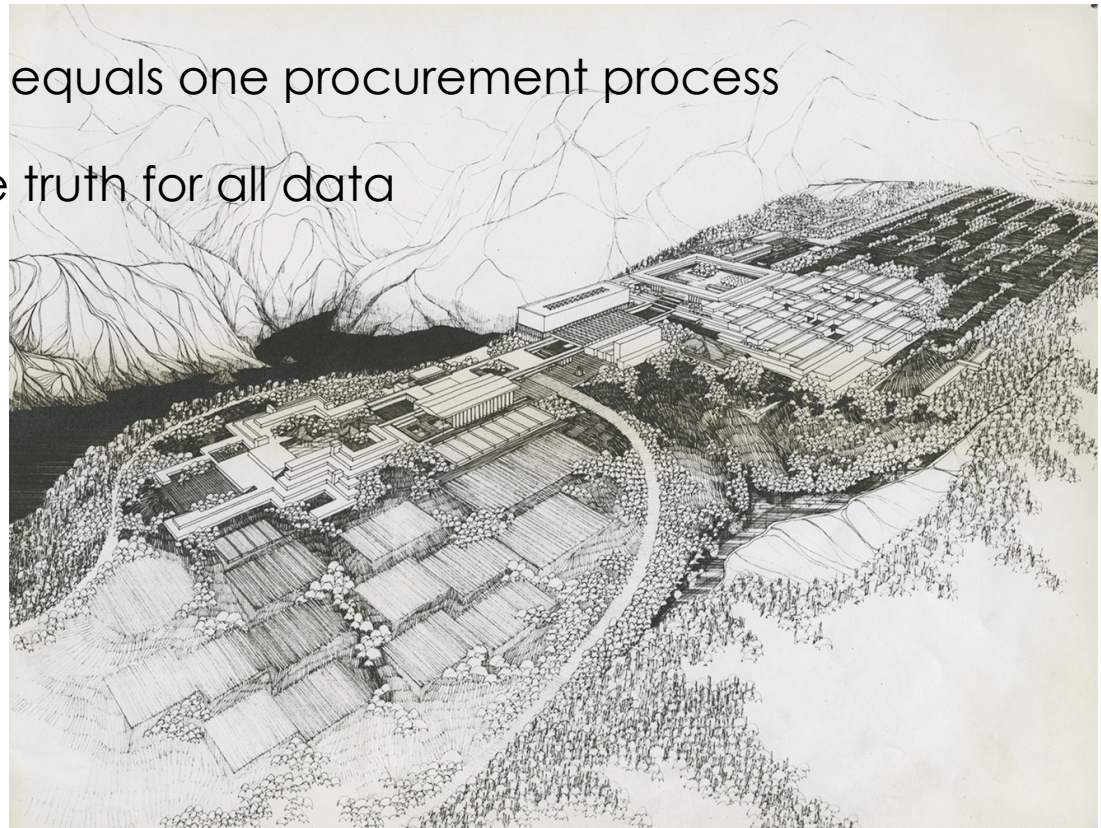 equals one procurement process
truth for all data